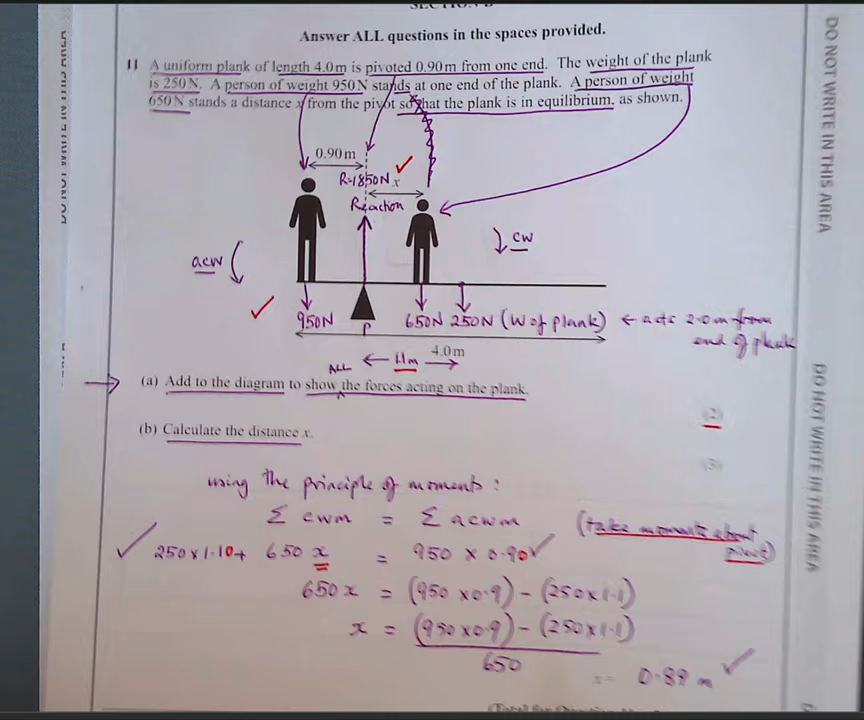 Answer ALL questions in the spaces provided.
11 A uniform plank of length 4.0 m is pivoted 0.90 m from one end. The weight of the plank
is 250 N. A person of weight 950 N stands at one end of the plank. A person of weight
650 N stands a distance x from the pivot so that the plank is in equilibrium, as shown.
0.90 m
R=1850N x
Reaction
acw
cw
950N P 650N 250N (W of plank) ← acts 2.0m from
end of plank
4.0 m
ALL ← 1.1m →
(a) Add to the diagram to show the forces acting on the plank.
(2)
(b) Calculate the distance x.
(3)
using the principle of moments :
Σ cwm = Σ acwm (take moments about
pivot)
250 x 1.10 + 650 x = 950 x 0.90
650 x = (950 x 0.9) - (250 x 1.1)
x = (950 x 0.9) - (250 x 1.1)
650
x = 0.89 m
DO NOT WRITE IN THIS AREA
DO NOT WRITE IN THIS AREA